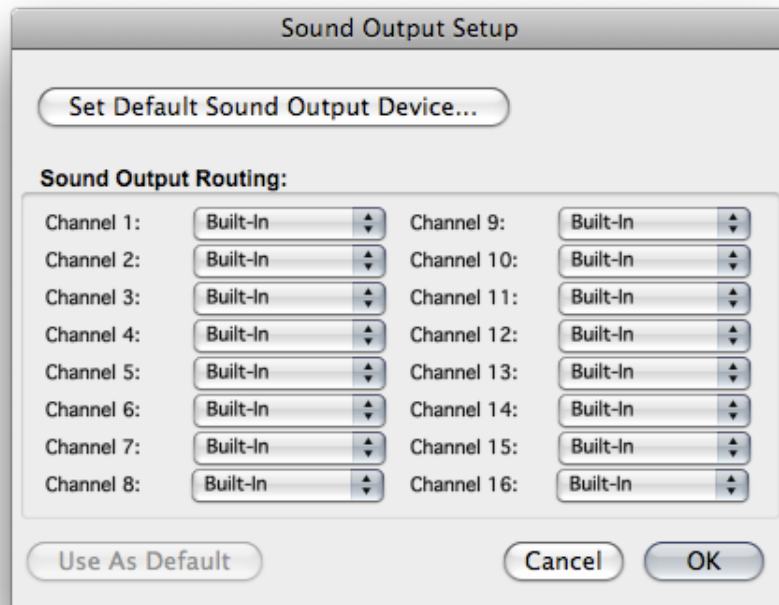 Sound Output Setup
Set Default Sound Output Device...
Sound Output Routing:
Channel 1: Built-In Channel 9: Built-In
Channel 2: Built-In Channel 10: Built-In
Channel 3: Built-In Channel 11: Built-In
Channel 4: Built-In Channel 12: Built-In
Channel 5: Built-In Channel 13: Built-In
Channel 6: Built-In Channel 14: Built-In
Channel 7: Built-In Channel 15: Built-In
Channel 8: Built-In Channel 16: Built-In
Use As Default Cancel OK